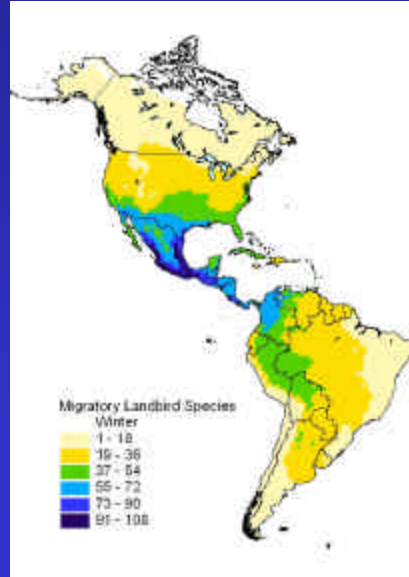 Migratory Landbird Species
Winter
1 - 18
19 - 36
37 - 54
55 - 72
73 - 90
91 - 108